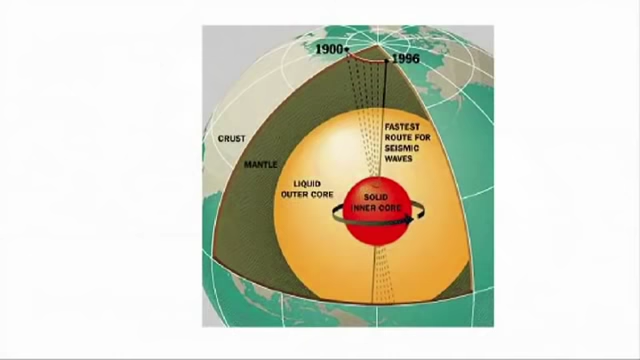 1900
1996
CRUST
MANTLE
FASTEST
ROUTE FOR
SEISMIC
WAVES
LIQUID
OUTER CORE
SOLID
INNER CORE